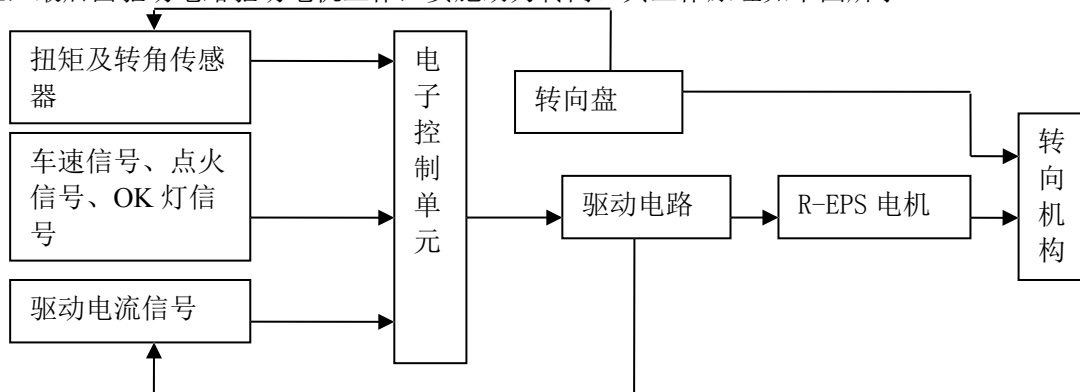 扭矩及转角传感
器
车速信号、点火
信号、OK 灯信
号
驱动电流信号
电
子
控
制
单
元
转向盘
驱动电路
R-EPS 电机
转
向
机
构